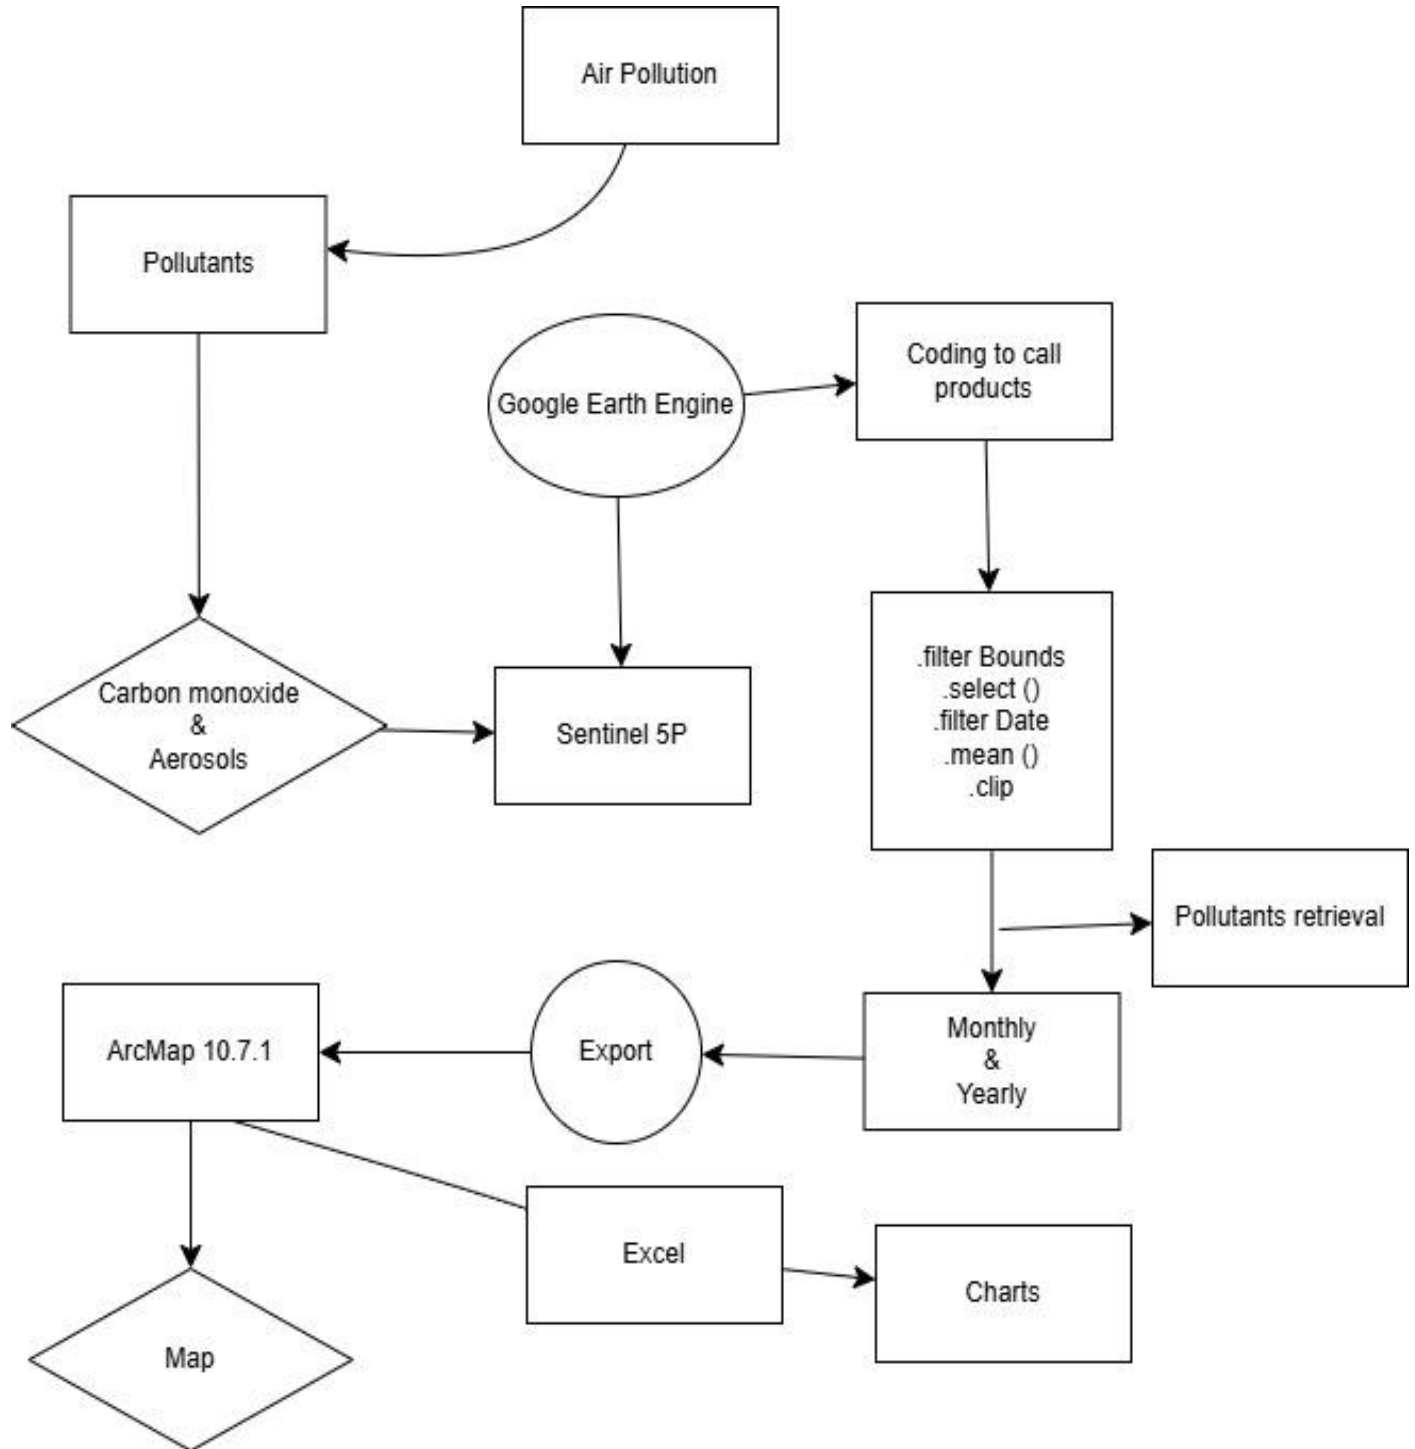 Air Pollution
Pollutants
Google Earth Engine
Coding to call
products
Carbon monoxide
&
Aerosols
Sentinel 5P
.filter Bounds
.select ()
.filter Date
.mean ()
.clip
Pollutants retrieval
ArcMap 10.7.1
Export
Monthly
&
Yearly
Excel
Charts
Map